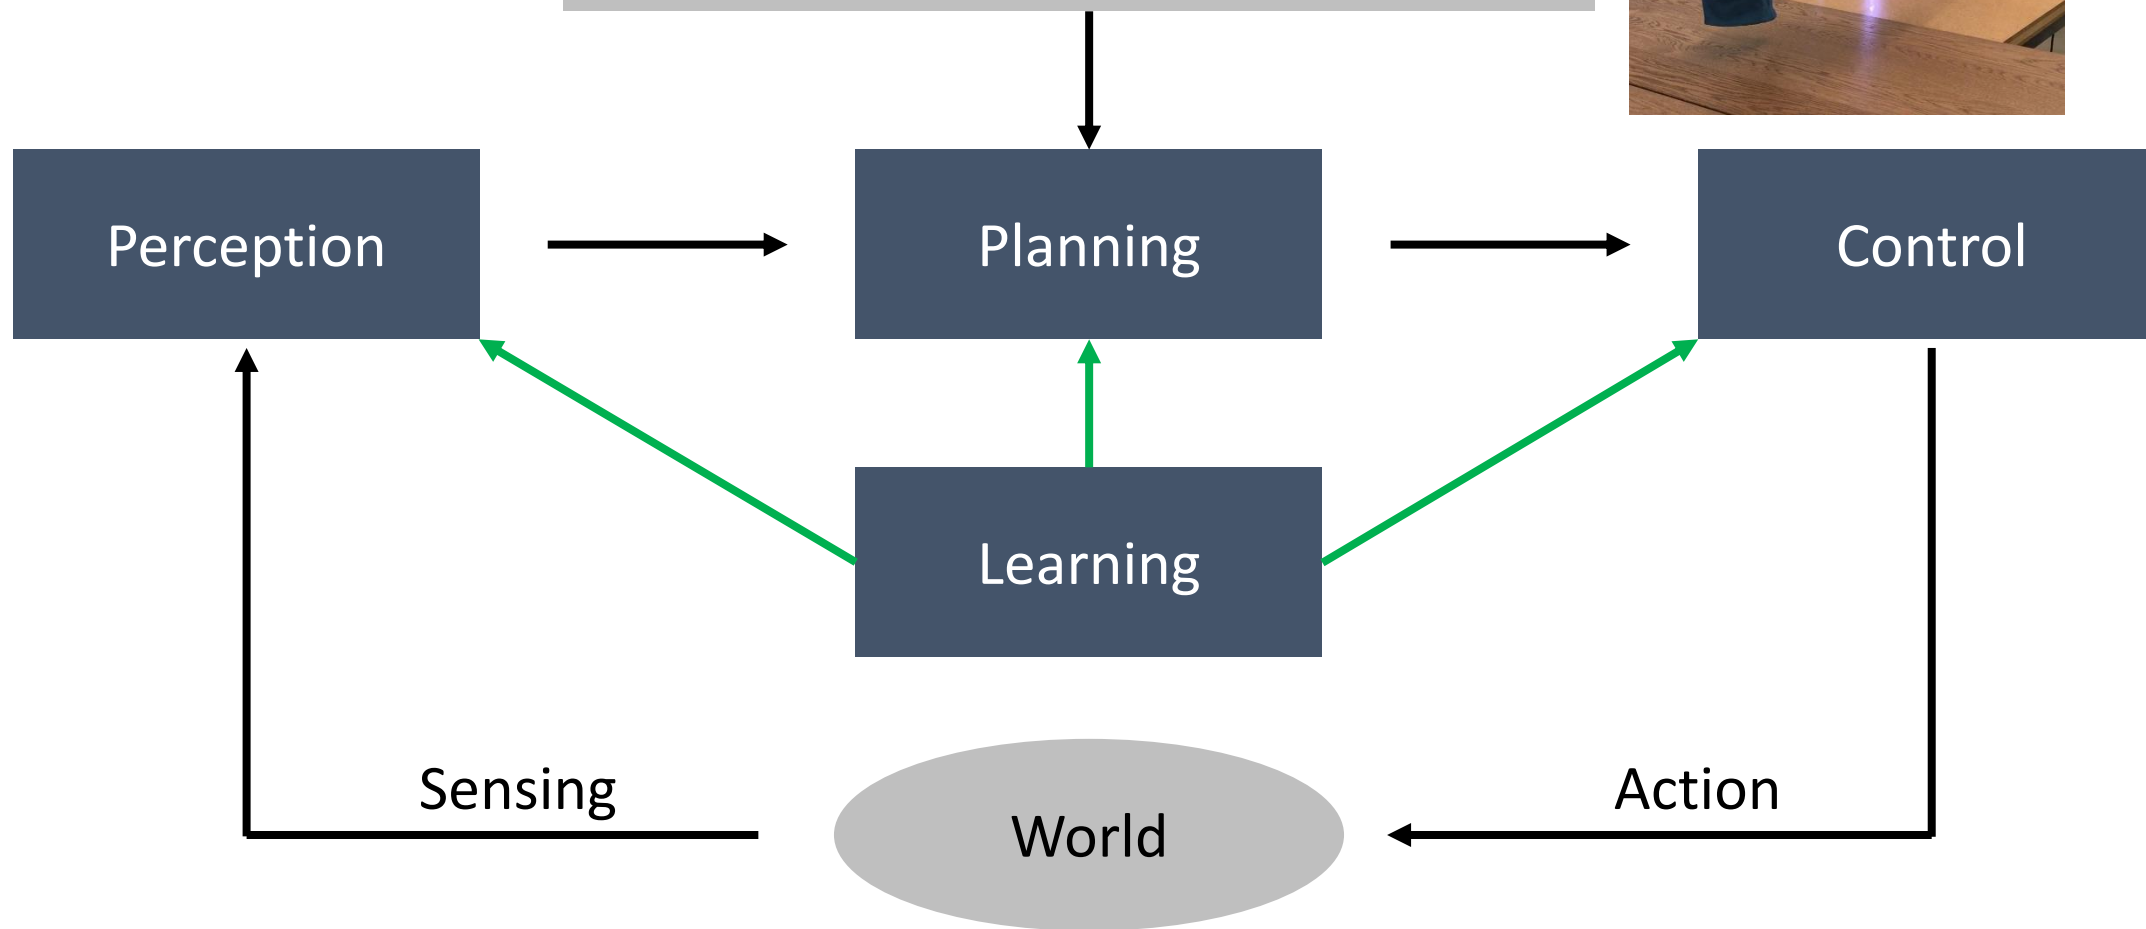 Perception
Planning
Control
Learning
Sensing
World
Action